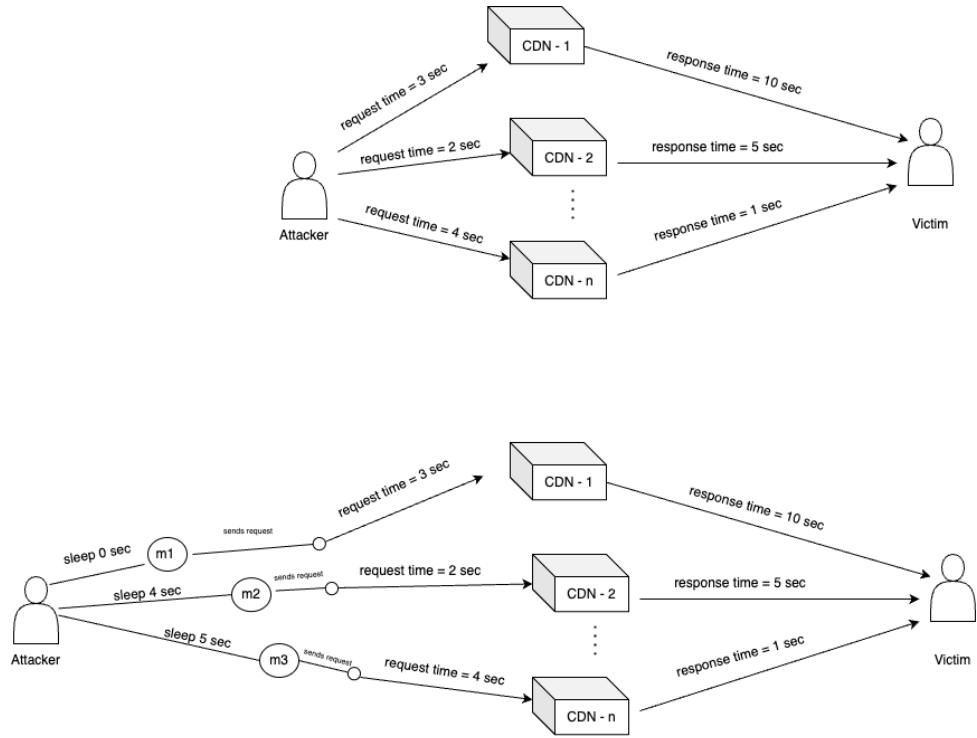 CDN - 1
request time = 3 sec
response time = 10 sec
request time = 2 sec
CDN - 2
response time = 5 sec
request time = 4 sec
response time = 1 sec
Attacker
Victim
CDN - n
CDN - 1
request time = 3 sec
response time = 10 sec
sleep 0 sec
m1
sends request
sleep 4 sec
m2
sends request
request time = 2 sec
CDN - 2
response time = 5 sec
sleep 5 sec
m3
sends request
request time = 4 sec
response time = 1 sec
Attacker
Victim
CDN - n